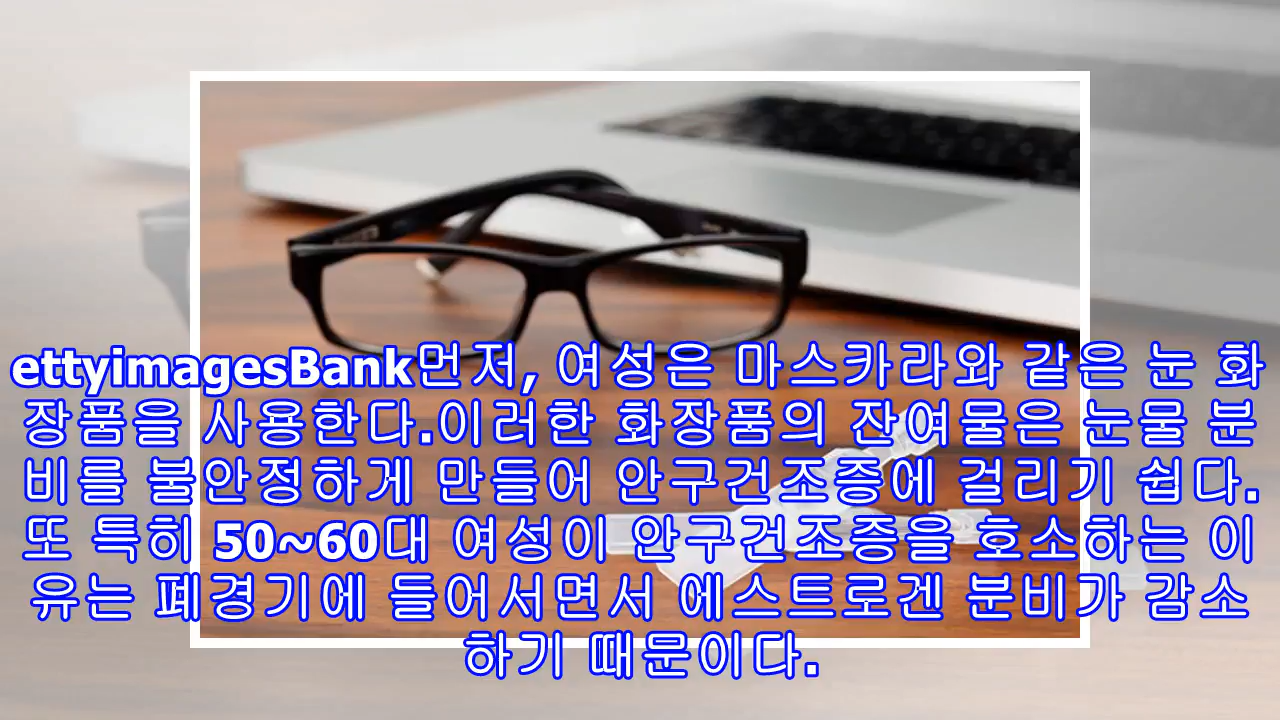 ettyimagesBank먼저, 여성은 마스카라와 같은 눈 화
장품을 사용한다.이러한 화장품의 잔여물은 눈물 분
비를 불안정하게 만들어 안구건조증에 걸리기 쉽다.
또 특히 50~60대 여성이 안구건조증을 호소하는 이
유는 폐경기에 들어서면서 에스트로겐 분비가 감소
하기 때문이다.